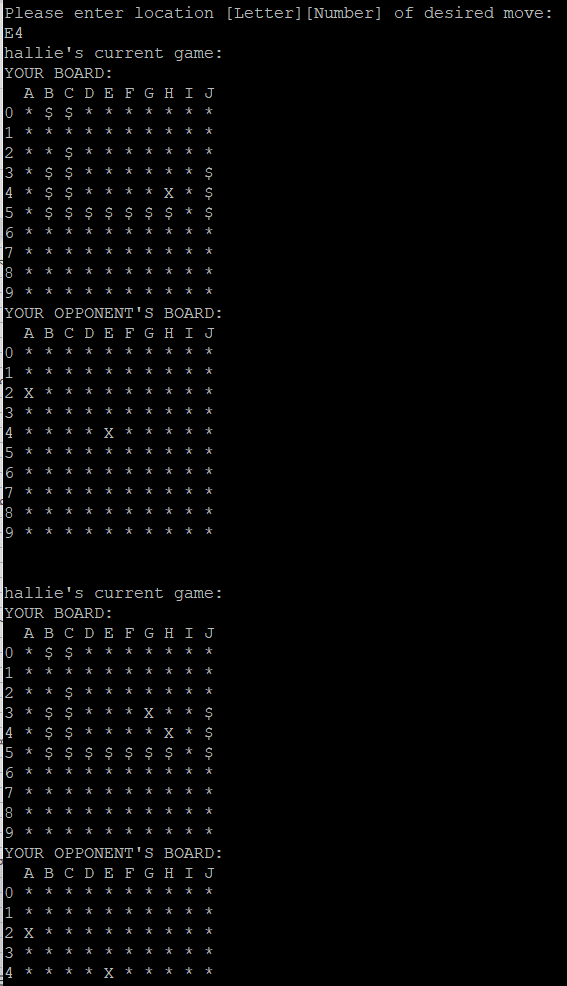 Please enter location [Letter][Number] of desired move:
E4
hallie's current game:
YOUR BOARD:
  A B C D E F G H I J
0 * $ $ * * * * * * *
1 * * * * * * * * * *
2 * * $ * * * * * * *
3 * $ $ * * * * * * $
4 * $ $ * * * * X * $
5 * $ $ $ $ $ $ $ * $
6 * * * * * * * * * *
7 * * * * * * * * * *
8 * * * * * * * * * *
9 * * * * * * * * * *
YOUR OPPONENT'S BOARD:
  A B C D E F G H I J
0 * * * * * * * * * *
1 * * * * * * * * * *
2 X * * * * * * * * *
3 * * * * * * * * * *
4 * * * * X * * * * *
5 * * * * * * * * * *
6 * * * * * * * * * *
7 * * * * * * * * * *
8 * * * * * * * * * *
9 * * * * * * * * * *
hallie's current game:
YOUR BOARD:
  A B C D E F G H I J
0 * $ $ * * * * * * *
1 * * * * * * * * * *
2 * * $ * * * * * * *
3 * $ $ * * * X * * $
4 * $ $ * * * * X * $
5 * $ $ $ $ $ $ $ * $
6 * * * * * * * * * *
7 * * * * * * * * * *
8 * * * * * * * * * *
9 * * * * * * * * * *
YOUR OPPONENT'S BOARD:
  A B C D E F G H I J
0 * * * * * * * * * *
1 * * * * * * * * * *
2 X * * * * * * * * *
3 * * * * * * * * * *
4 * * * * X * * * * *